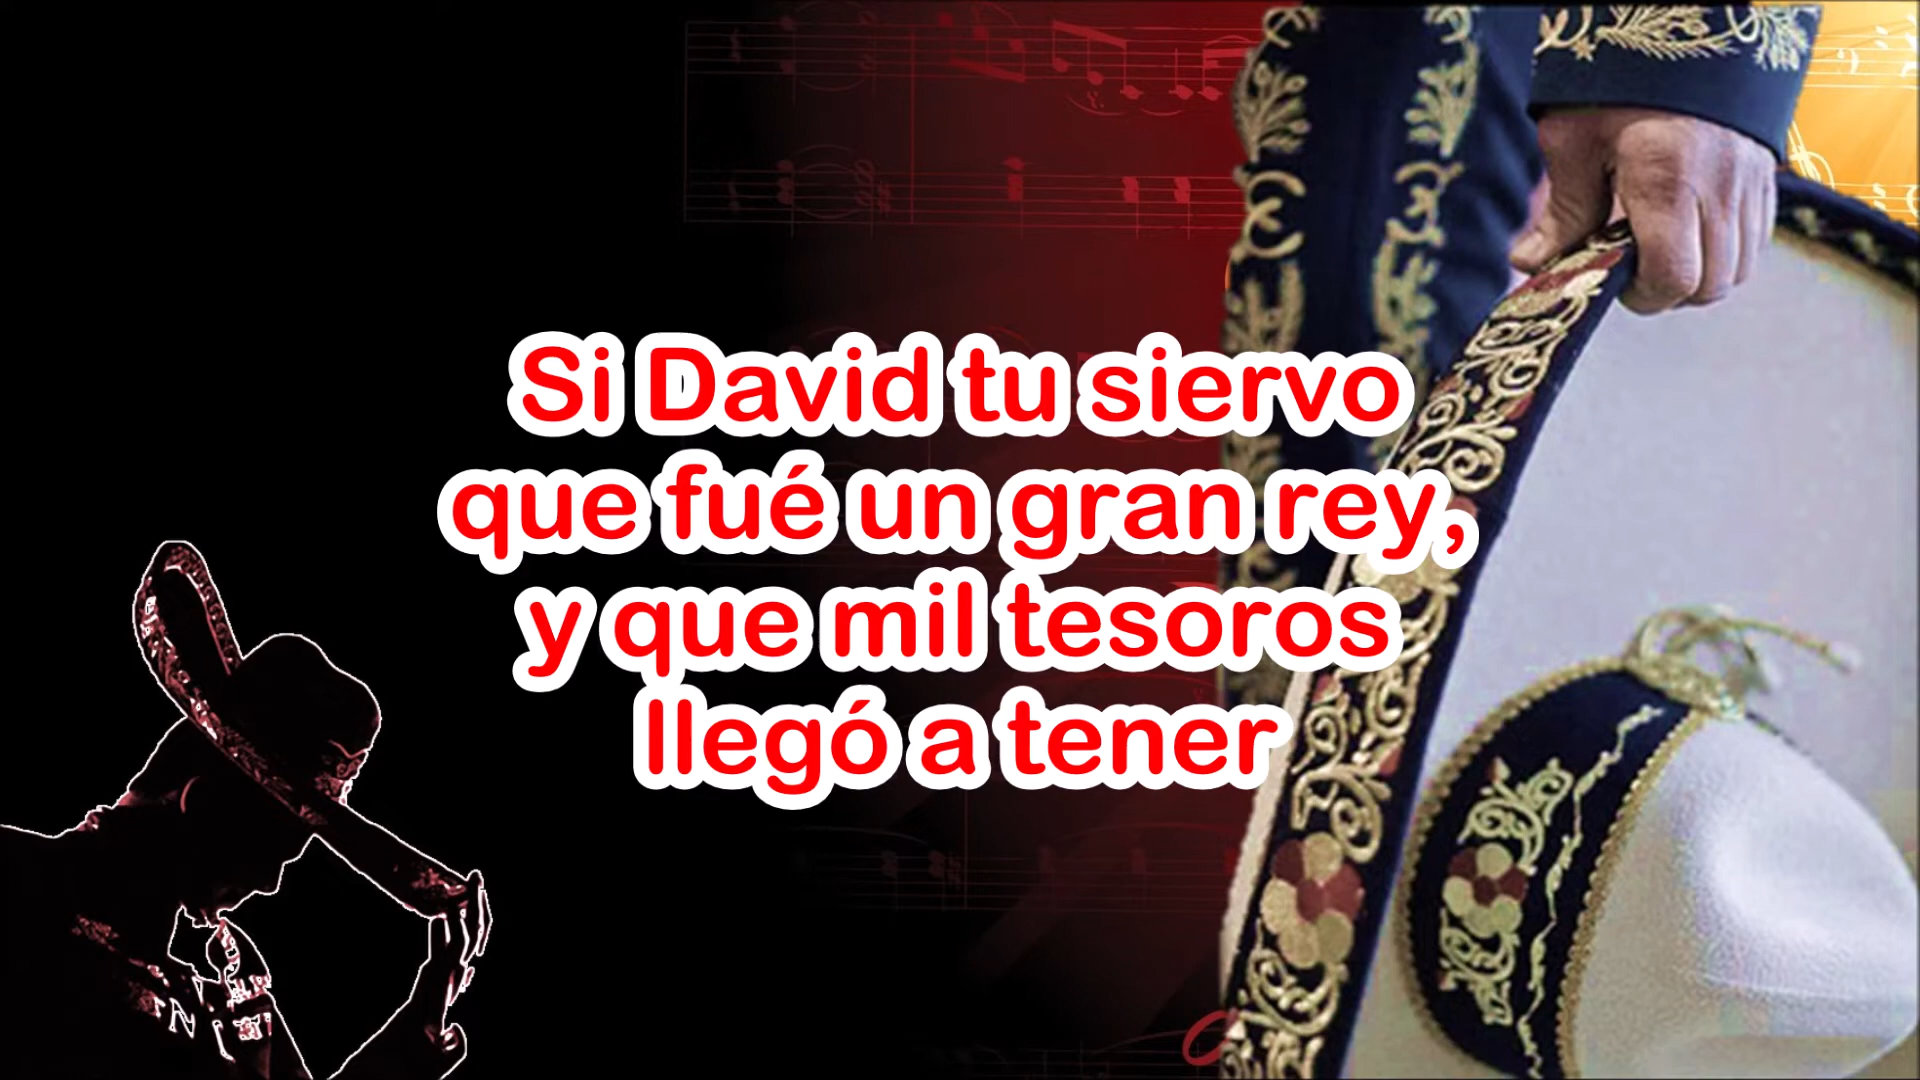 Si David tu siervo
que fué un gran rey,
y que mil tesoros
llegó a tener